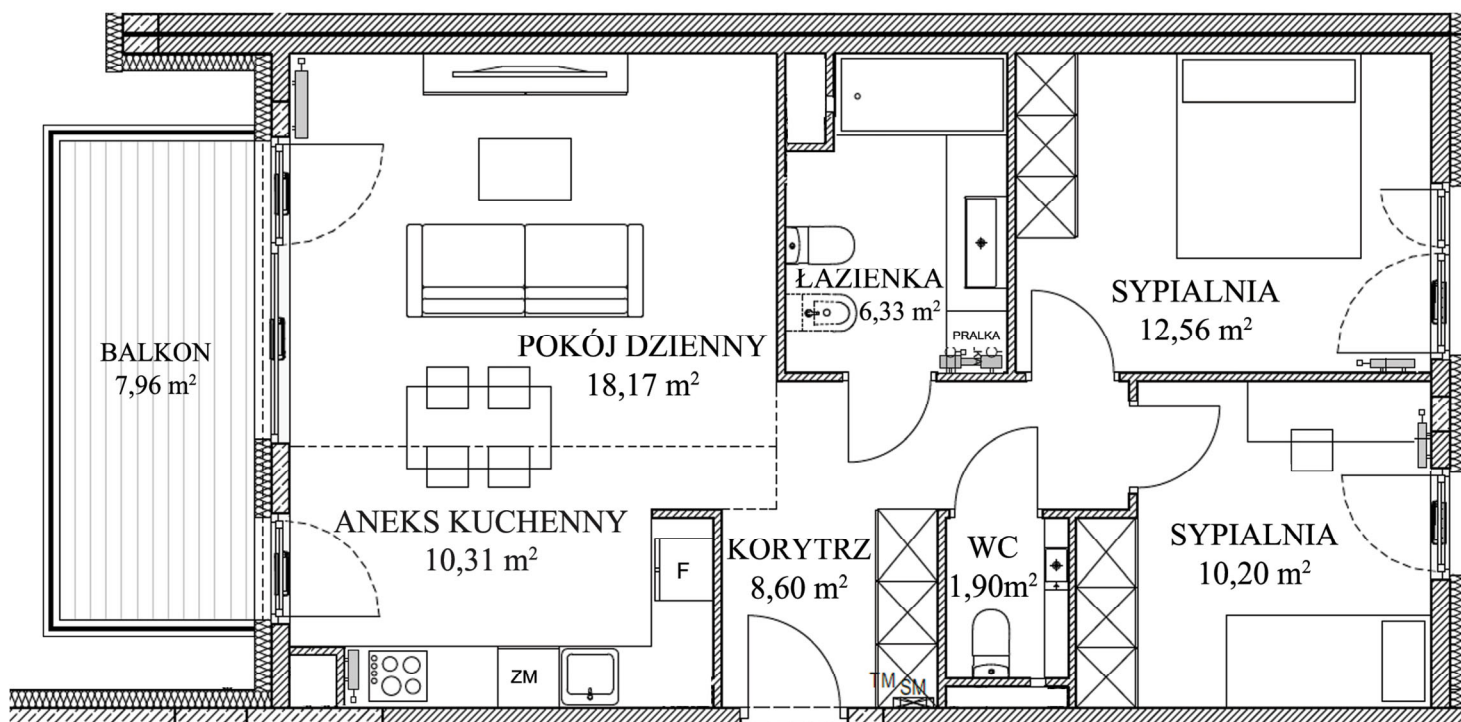 ŁAZIENKA
6,33 m²
SYPIALNIA
12,56 m²
PRALKA
POKÓJ DZIENNY
18,17 m²
BALKON
7,96 m²
ANEKS KUCHENNY
10,31 m²
F
KORYTRZ
8,60 m²
WC
1,90m²
SYPIALNIA
10,20 m²
ZM
TM SM